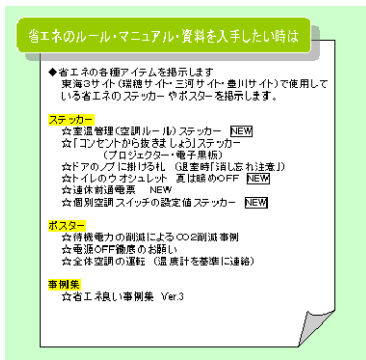 省エネのルール・マニュアル・資料を入手したい時は
◆省エネの各種アイテムを掲示します
東海3サイト(瑞穂サイト・三河サイト・豊川サイト)で使用して
いる省エネのステッカーやポスターを掲示します。
ステッカー
☆室温管理(空調ルール)ステッカー NEW
☆「コンセントから抜きましょう」ステッカー
(プロジェクター・電子黒板)
☆ドアのノブに掛ける札 (退室時「消し忘れ注意」)
☆トイレのウオシュレット 夏は暖めOFF NEW
☆連休前通電票 NEW
☆個別空調スイッチの設定値ステッカー NEW
ポスター
☆待機電力の削減によるCO2削減事例
☆電源OFF徹底のお願い
☆全体空調の運転 (温度計を基準に連絡)
事例集
☆省エネ良い事例集 Ver.3